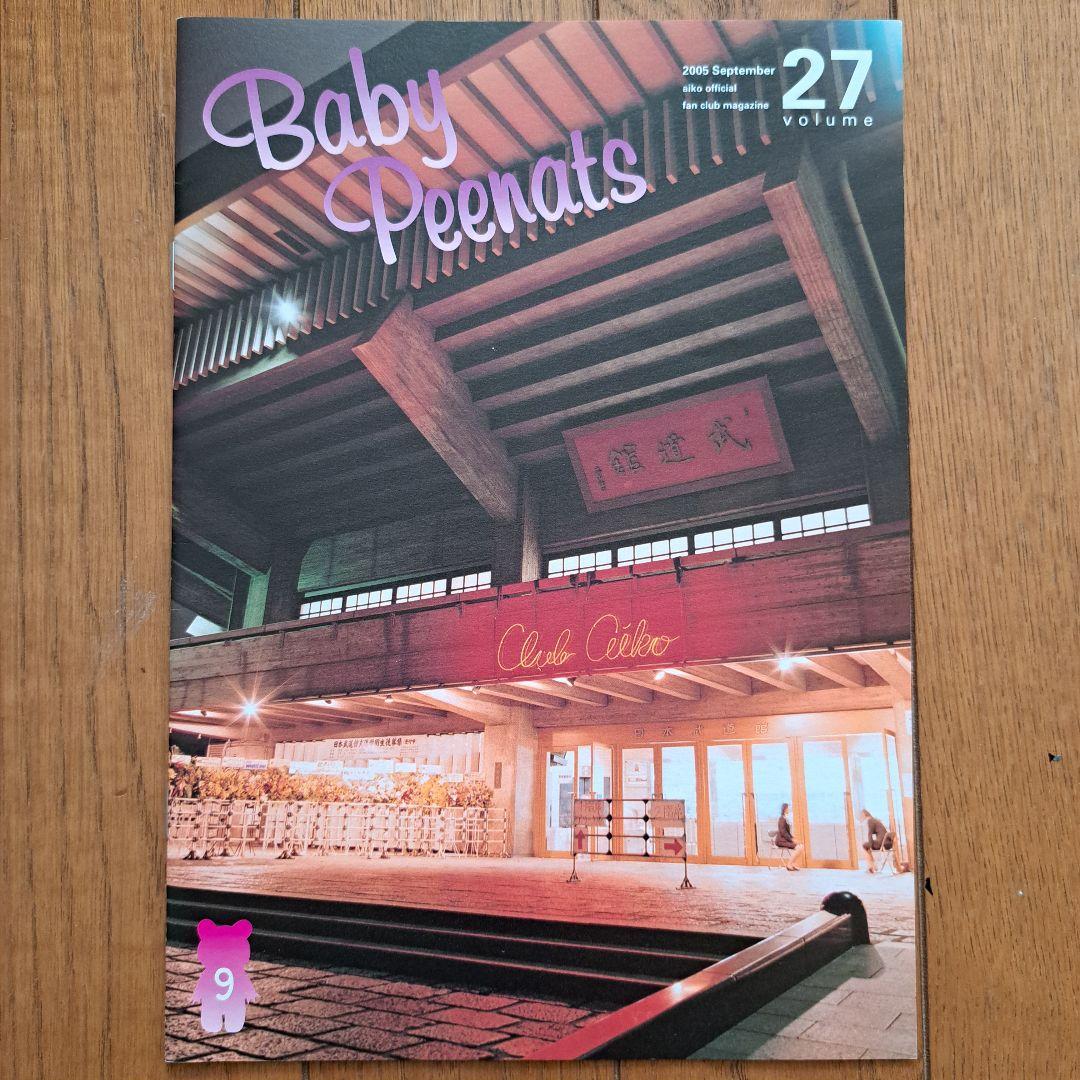 Baby
Peenats
2005 September
aiko official
fan club magazine
27
volume
武道館
Club Aiko
日本武道館
9